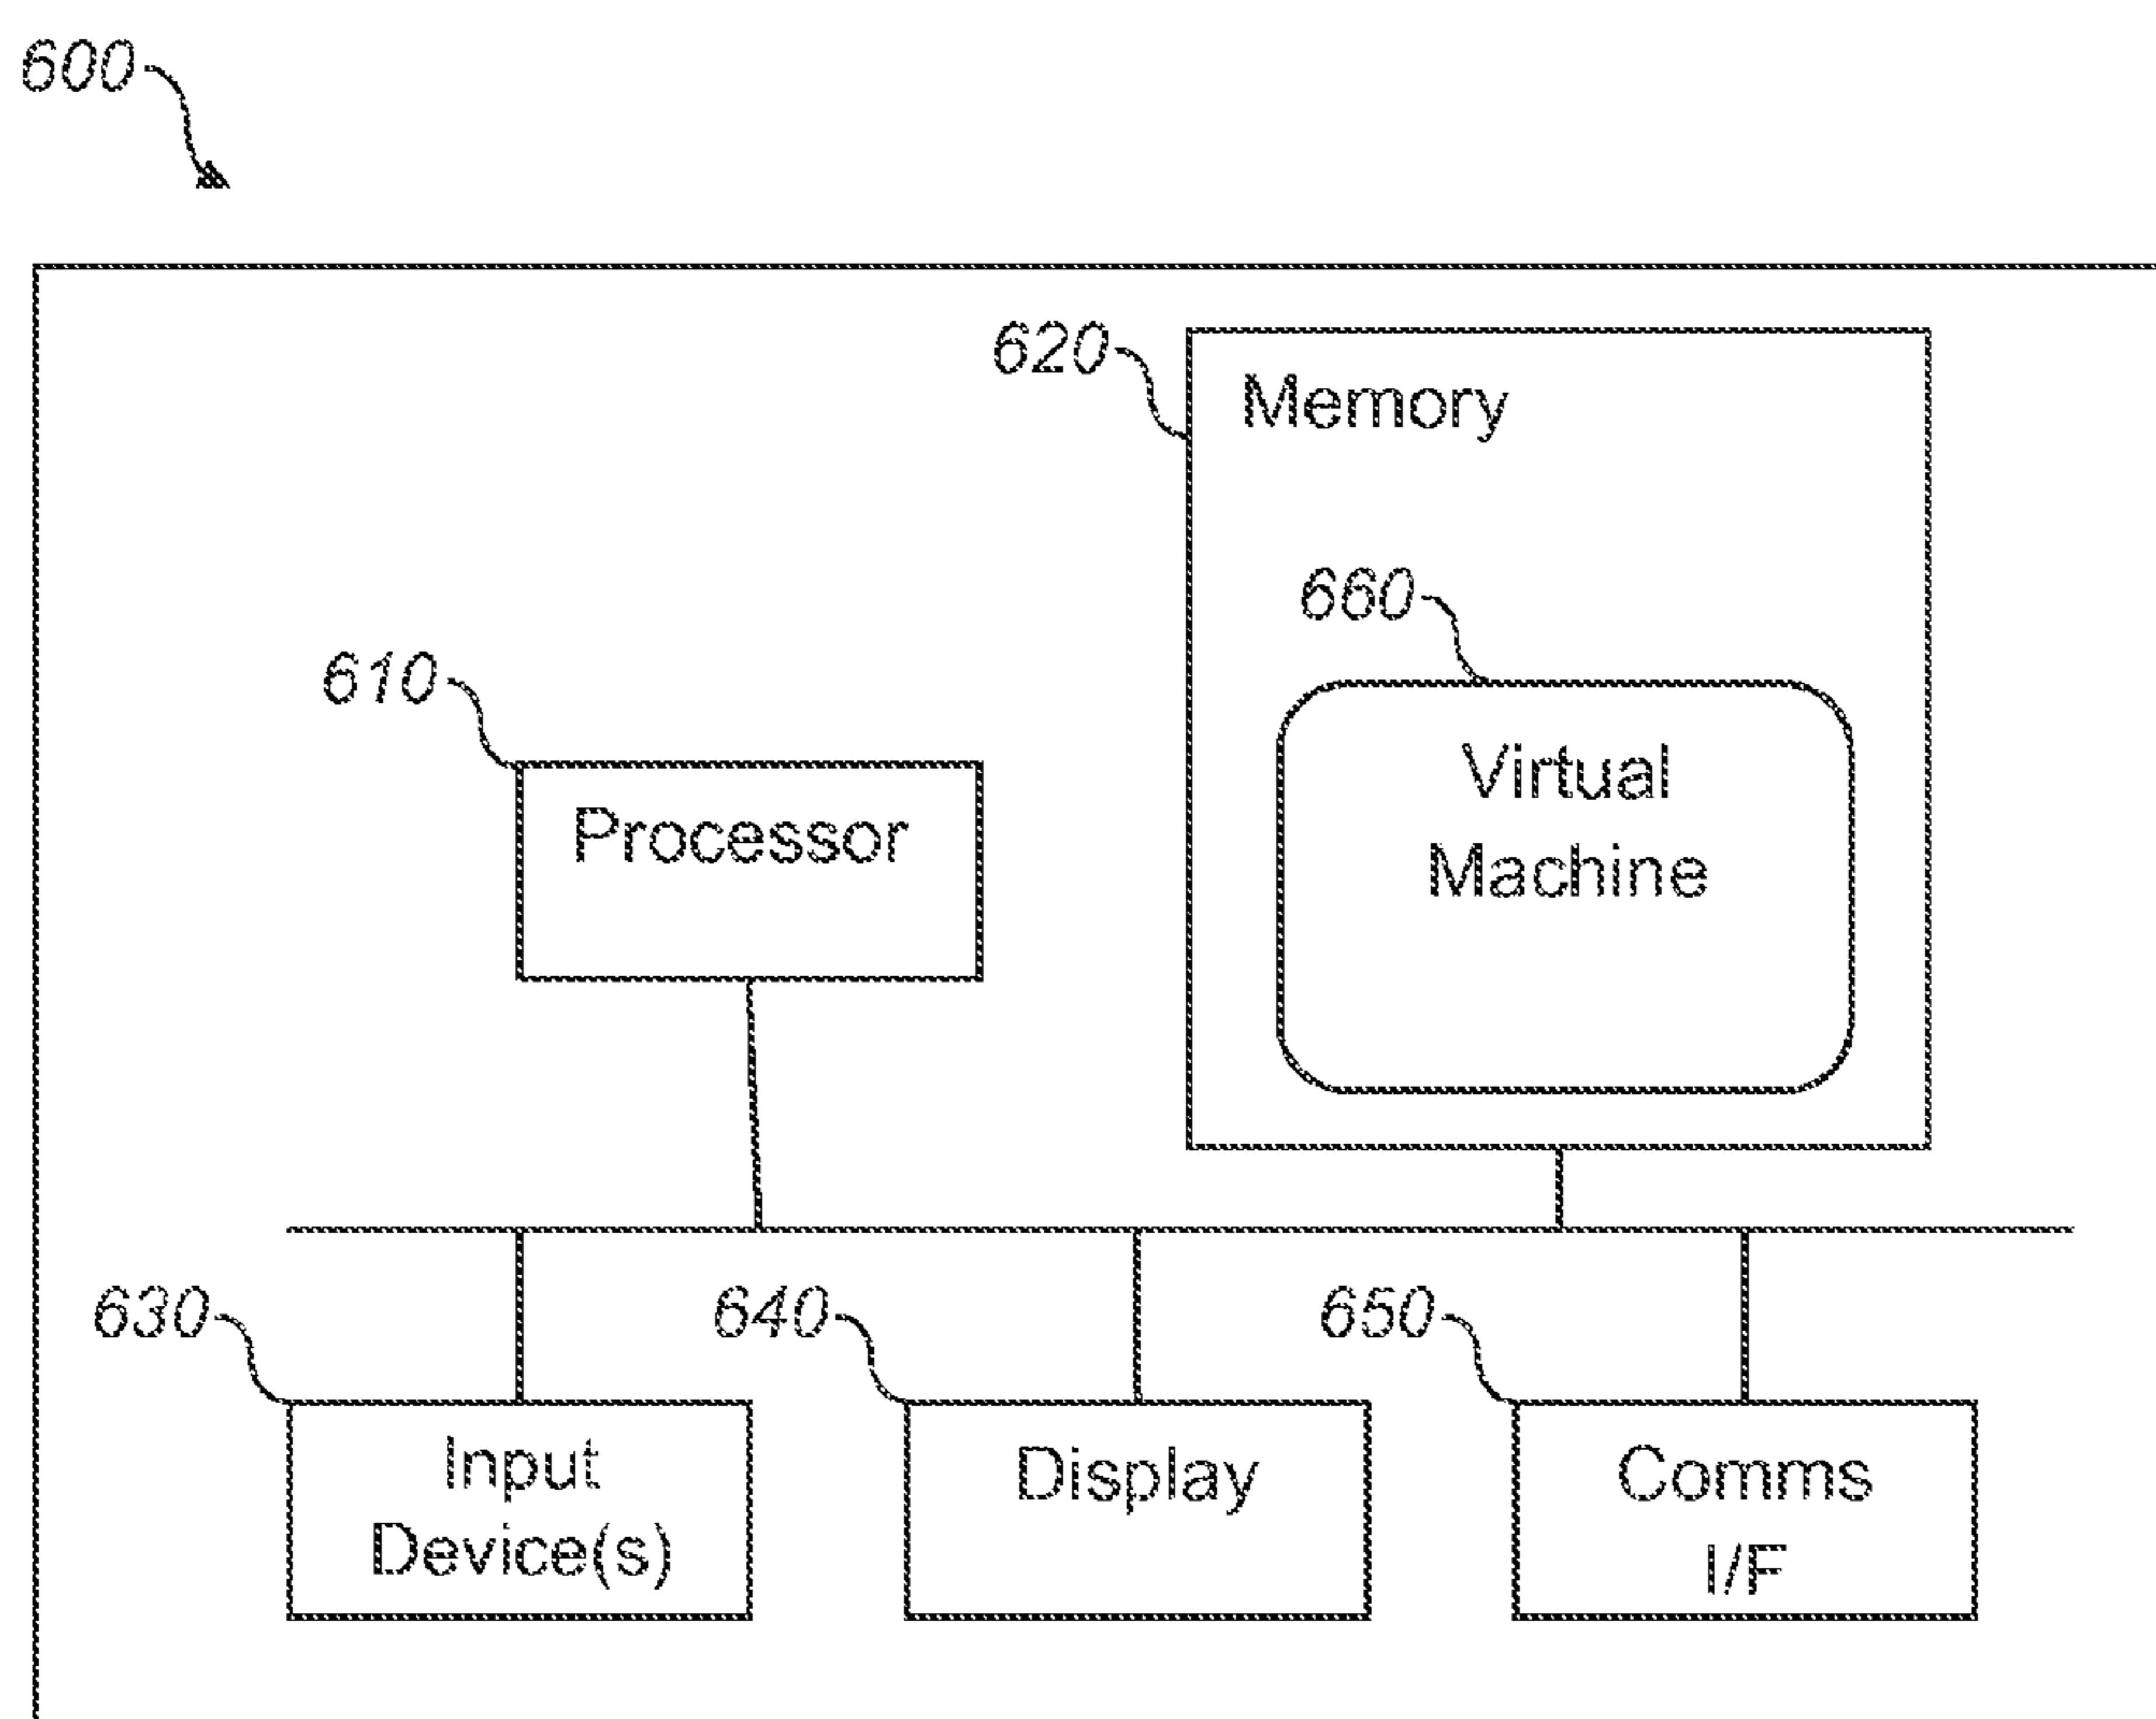 600
620
Memory
660
610
Virtual
Machine
Processor
630
640
650
Input
Device(s)
Display
Comms
I/F